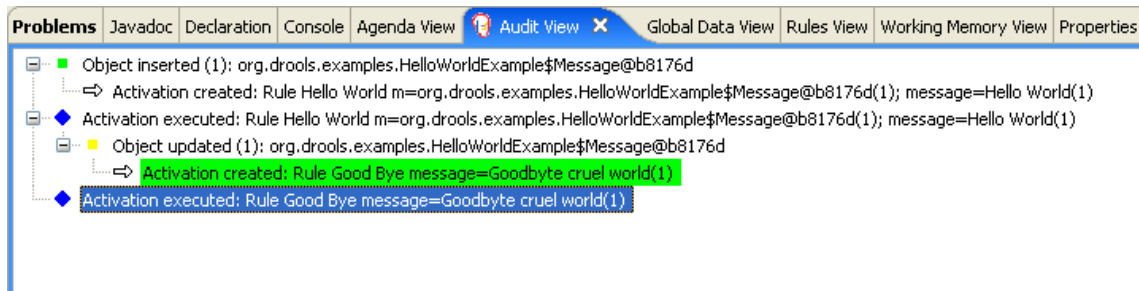 Problems Javadoc Declaration Console Agenda View Audit View Global Data View Rules View Working Memory View Properties
Object inserted (1): org.drools.examples.HelloWorldExample$Message@b8176d
Activation created: Rule Hello World m=org.drools.examples.HelloWorldExample$Message@b8176d(1); message=Hello World(1)
Activation executed: Rule Hello World m=org.drools.examples.HelloWorldExample$Message@b8176d(1); message=Hello World(1)
Object updated (1): org.drools.examples.HelloWorldExample$Message@b8176d
Activation created: Rule Good Bye message=Goodbyte cruel world(1)
Activation executed: Rule Good Bye message=Goodbyte cruel world(1)